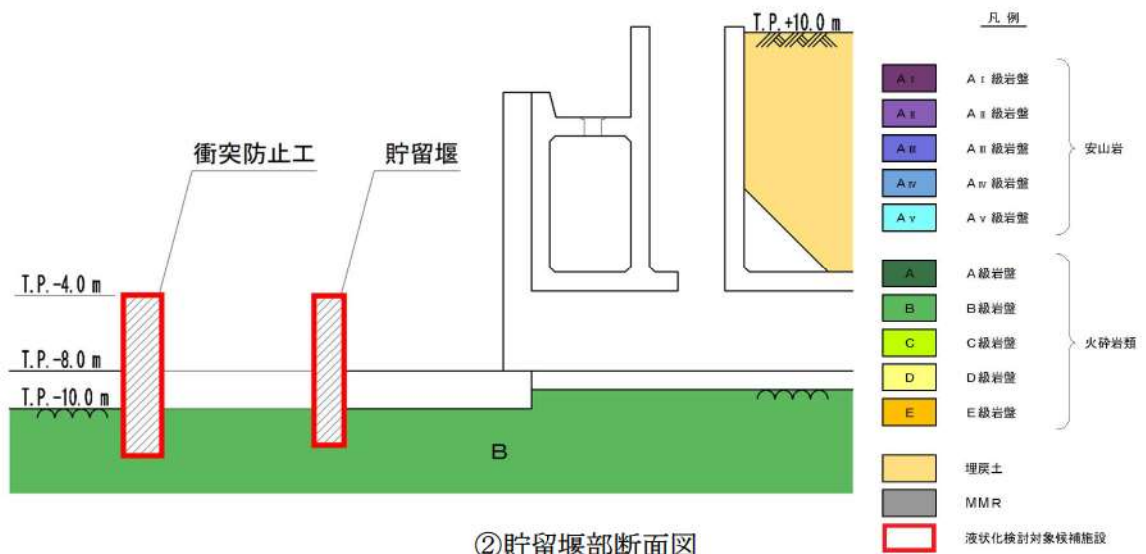 T.P.+10.0 m
衝突防止工
貯留堰
T.P.-4.0 m
T.P.-8.0 m
T.P.-10.0 m
B
②貯留堰部断面図
凡 例
AⅠ AⅠ級岩盤
AⅡ AⅡ級岩盤
AⅢ AⅢ級岩盤
AⅣ AⅣ級岩盤
AⅤ AⅤ級岩盤
安山岩
A A級岩盤
B B級岩盤
C C級岩盤
D D級岩盤
E E級岩盤
火砕岩類
埋戻土
MMR
液状化検討対象候補施設